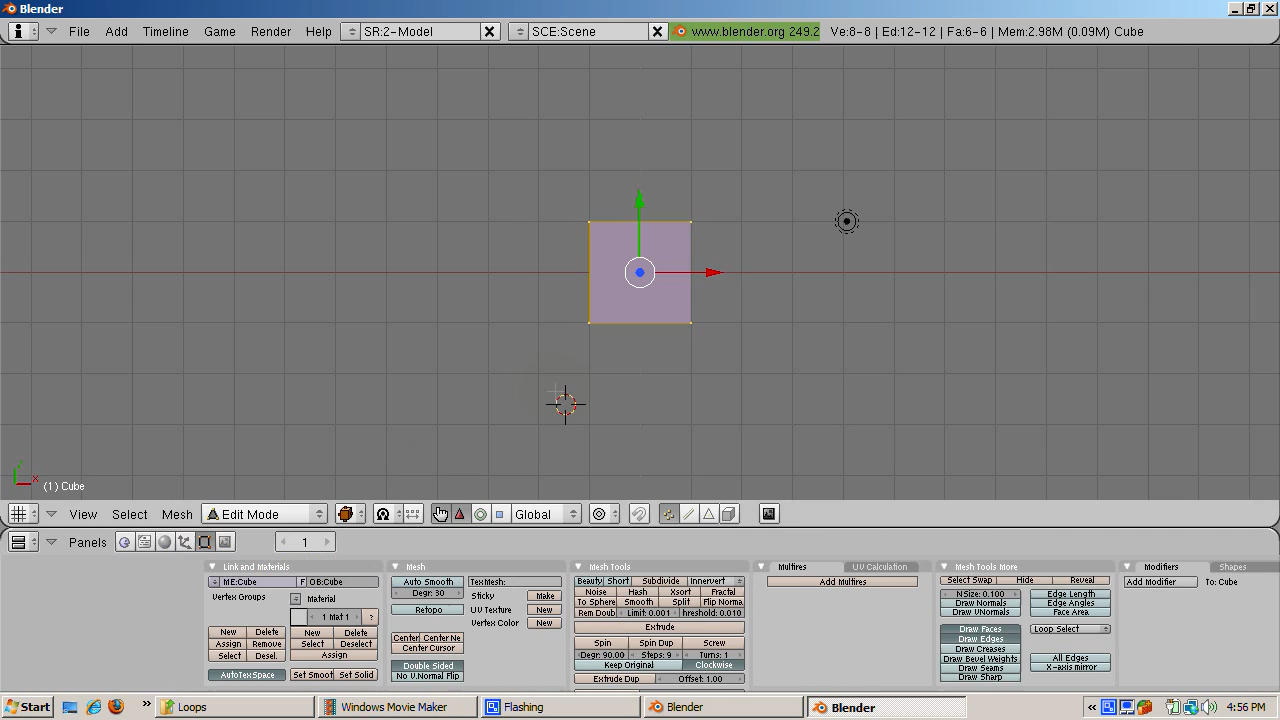 Blender
File Add Timeline Game Render Help SR:2-Model SCE:Scene www.blender.org 249.2 Ve:8-8 | Ed:12-12 | Fa:6-6 | Mem:2.98M (0.09M) Cube
(1) Cube
View Select Mesh Edit Mode Global
Panels 1
Link and Materials Mesh Mesh Tools Multires UV Calculation Mesh Tools More Modifiers Shapes
ME:Cube F OB:Cube
Vertex Groups Material
1 Mat 1 ?
New Delete New Delete
Assign Remove Select Deselect
Select Desel. Assign
AutoTexSpace Set Smoot Set Solid
Auto Smooth TexMesh:
Degr: 30 Sticky Make
Retopo UV Texture New
Vertex Color New
Center Center Ne
Center Cursor
Double Sided
No V.Normal Flip
Beauty Short Subdivide Innervert
Noise Hash Xsort Fractal
To Sphere Smooth Split Flip Norma
Rem Doub Limit: 0.001 hreshold: 0.010
Extrude
Spin Spin Dup Screw
Degr: 90.00 Steps: 9 Turns: 1
Keep Original Clockwise
Extrude Dup Offset: 1.00
Add Multires
Select Swap Hide Reveal
NSize: 0.100 Edge Length
Draw Normals Edge Angles
Draw VNormals Face Area
Draw Faces Loop Select
Draw Edges
Draw Creases
Draw Bevel Weights All Edges
Draw Seams X-axis mirror
Draw Sharp
Add Modifier To: Cube
Start Loops Windows Movie Maker Flashing Blender Blender 4:56 PM